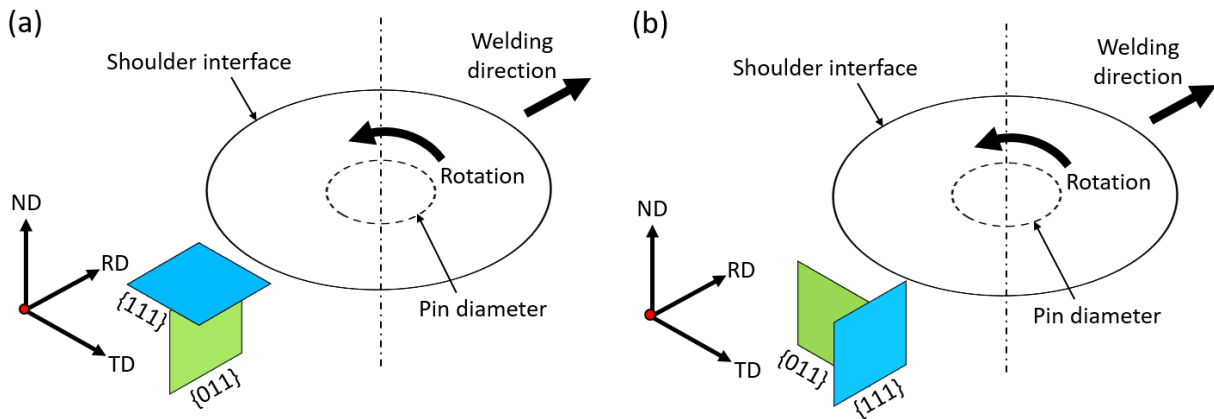 (a)
Welding
direction
Shoulder interface
Rotation
ND
RD
TD
{111}
{011}
Pin diameter
(b)
Welding
direction
Shoulder interface
Rotation
ND
RD
TD
{011}
{111}
Pin diameter